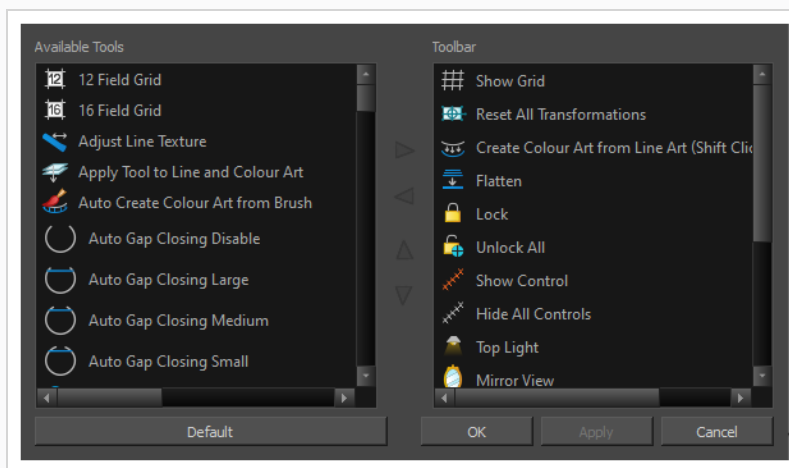 Available Tools
12 12 Field Grid
16 16 Field Grid
Adjust Line Texture
Apply Tool to Line and Colour Art
Auto Create Colour Art from Brush
Auto Gap Closing Disable
Auto Gap Closing Large
Auto Gap Closing Medium
Auto Gap Closing Small
Default
Toolbar
Show Grid
Reset All Transformations
Create Colour Art from Line Art (Shift Clic
Flatten
Lock
Unlock All
Show Control
Hide All Controls
Top Light
Mirror View
OK
Apply
Cancel